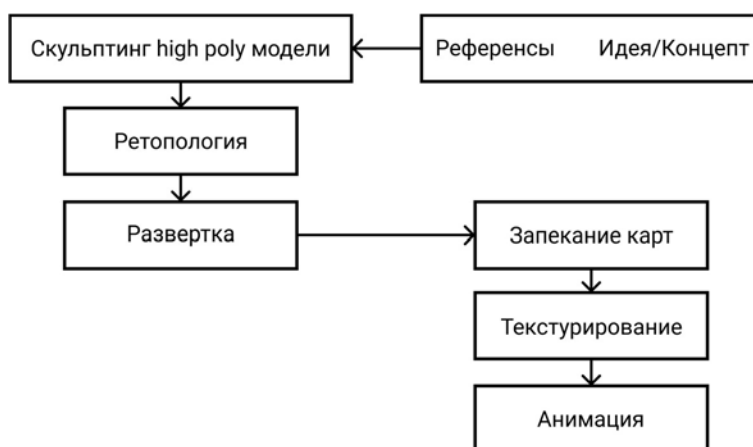 Скульптинг high poly модели
Референсы Идея/Концепт
Ретопология
Развертка
Запекание карт
Текстурирование
Анимация